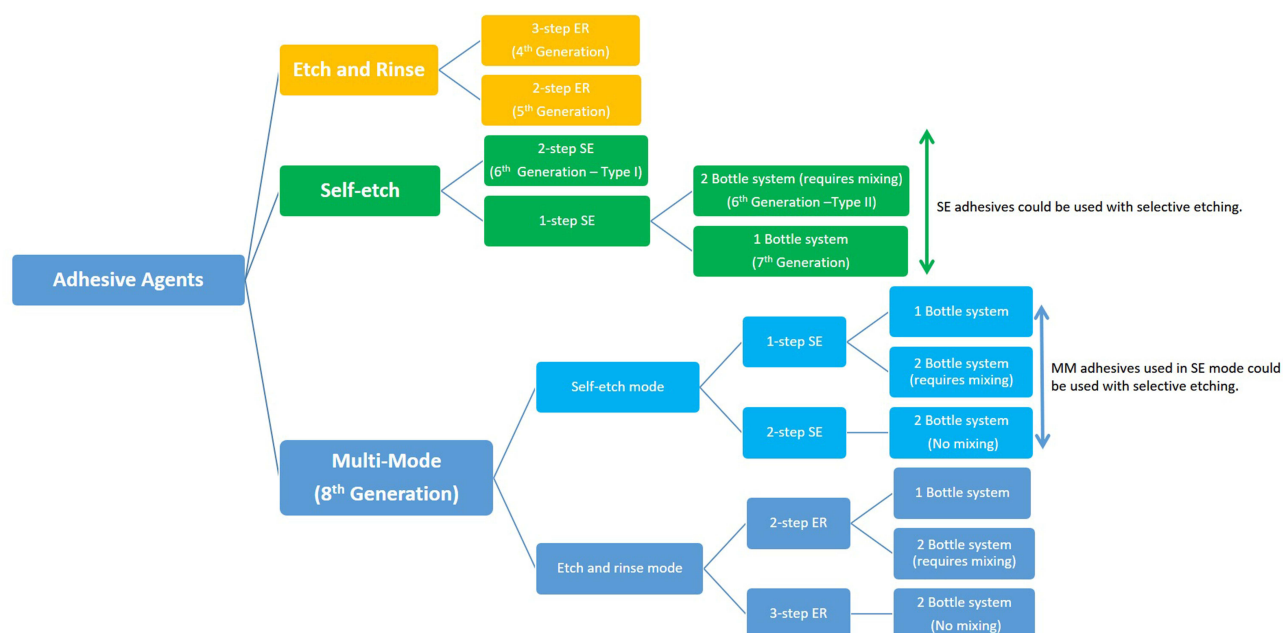 Adhesive Agents
Etch and Rinse
3-step ER
(4th Generation)
2-step ER
(5th Generation)
Self-etch
2-step SE
(6th Generation – Type I)
1-step SE
2 Bottle system (requires mixing)
(6th Generation –Type II)
1 Bottle system
(7th Generation)
SE adhesives could be used with selective etching.
Multi-Mode
(8th Generation)
Self-etch mode
1-step SE
1 Bottle system
2 Bottle system
(requires mixing)
2-step SE
2 Bottle system
(No mixing)
MM adhesives used in SE mode could
be used with selective etching.
Etch and rinse mode
2-step ER
1 Bottle system
2 Bottle system
(requires mixing)
3-step ER
2 Bottle system
(No mixing)